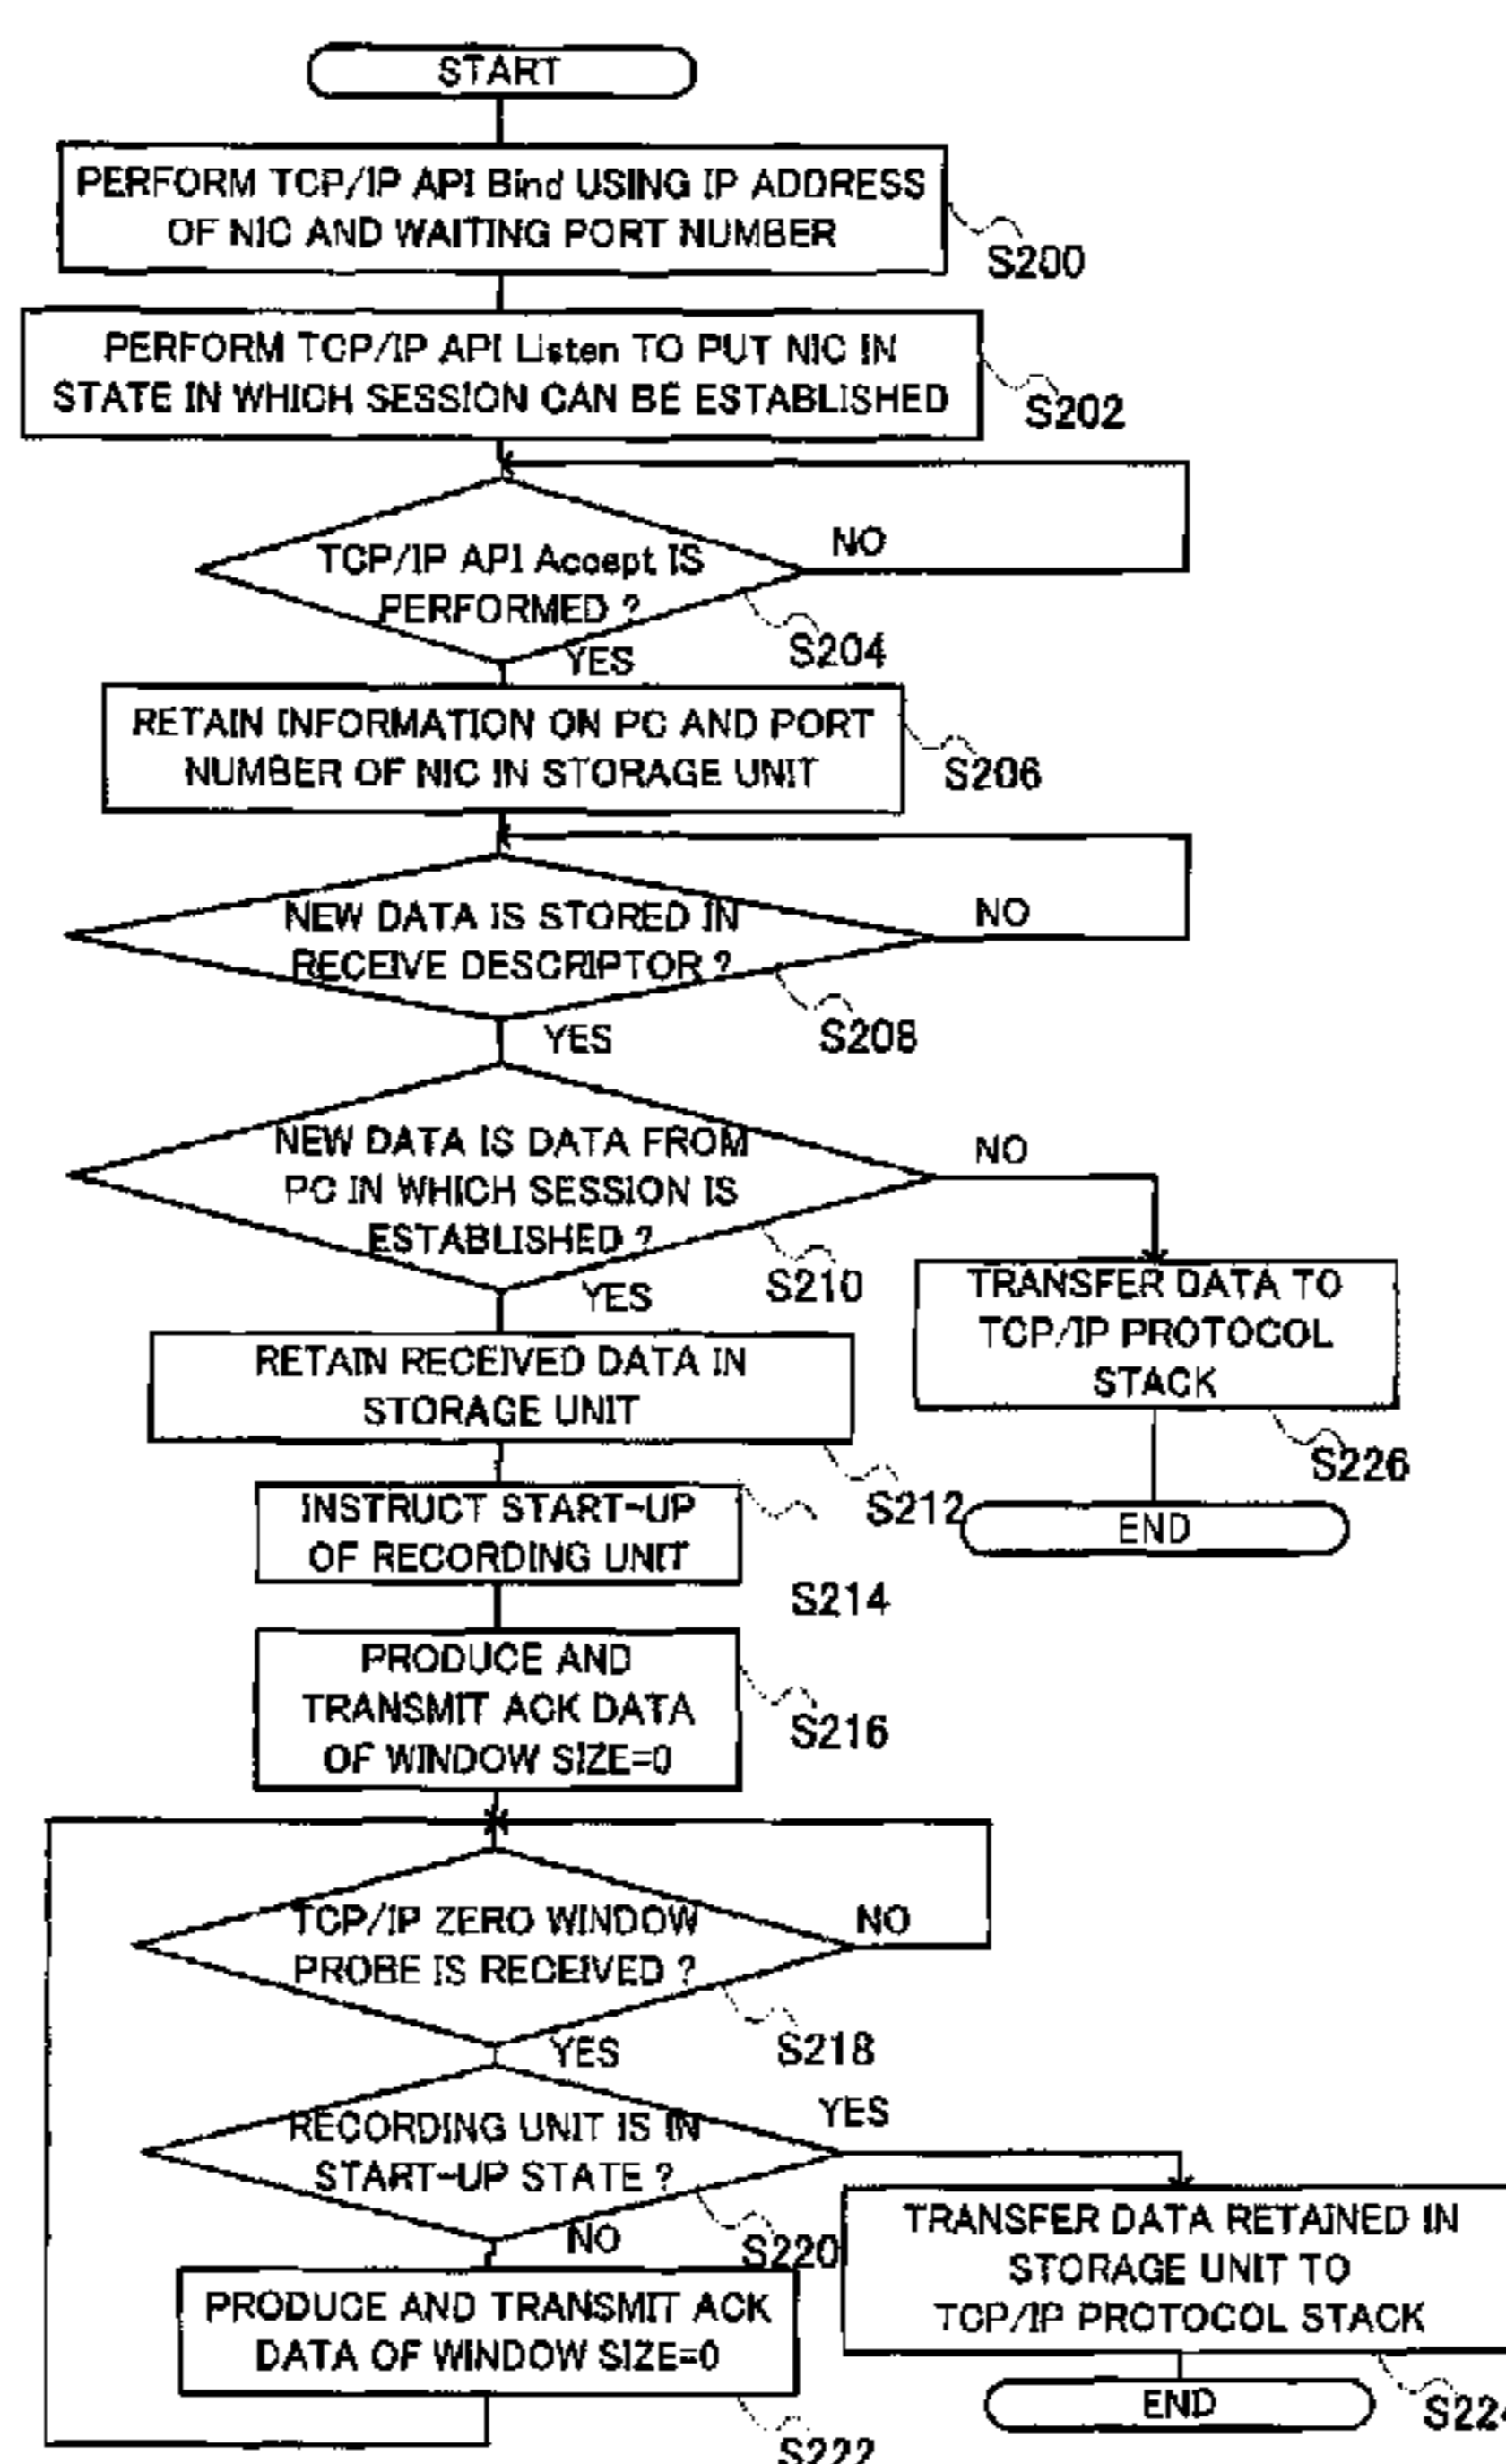 START
PERFORM TCP/IP API Bind USING IP ADDRESS
OF NIC AND WAITING PORT NUMBER
S200
PERFORM TCP/IP API Listen TO PUT NIC IN
STATE IN WHICH SESSION CAN BE ESTABLISHED
S202
TCP/IP API Accept IS
PERFORMED ?
NO
S204
YES
RETAIN INFORMATION ON PC AND PORT
NUMBER OF NIC IN STORAGE UNIT
S206
NEW DATA IS STORED IN
RECEIVE DESCRIPTOR ?
NO
S208
YES
NEW DATA IS DATA FROM
PC IN WHICH SESSION IS
ESTABLISHED ?
NO
S210
YES
TRANSFER DATA TO
TCP/IP PROTOCOL
STACK
S226
END
RETAIN RECEIVED DATA IN
STORAGE UNIT
S212
INSTRUCT START-UP
OF RECORDING UNIT
S214
PRODUCE AND
TRANSMIT ACK DATA
OF WINDOW SIZE=0
S216
TCP/IP ZERO WINDOW
PROBE IS RECEIVED ?
NO
S218
YES
RECORDING UNIT IS IN
START-UP STATE ?
YES
S220
NO
TRANSFER DATA RETAINED IN
STORAGE UNIT TO
TCP/IP PROTOCOL STACK
S224
END
PRODUCE AND TRANSMIT ACK
DATA OF WINDOW SIZE=0
S222